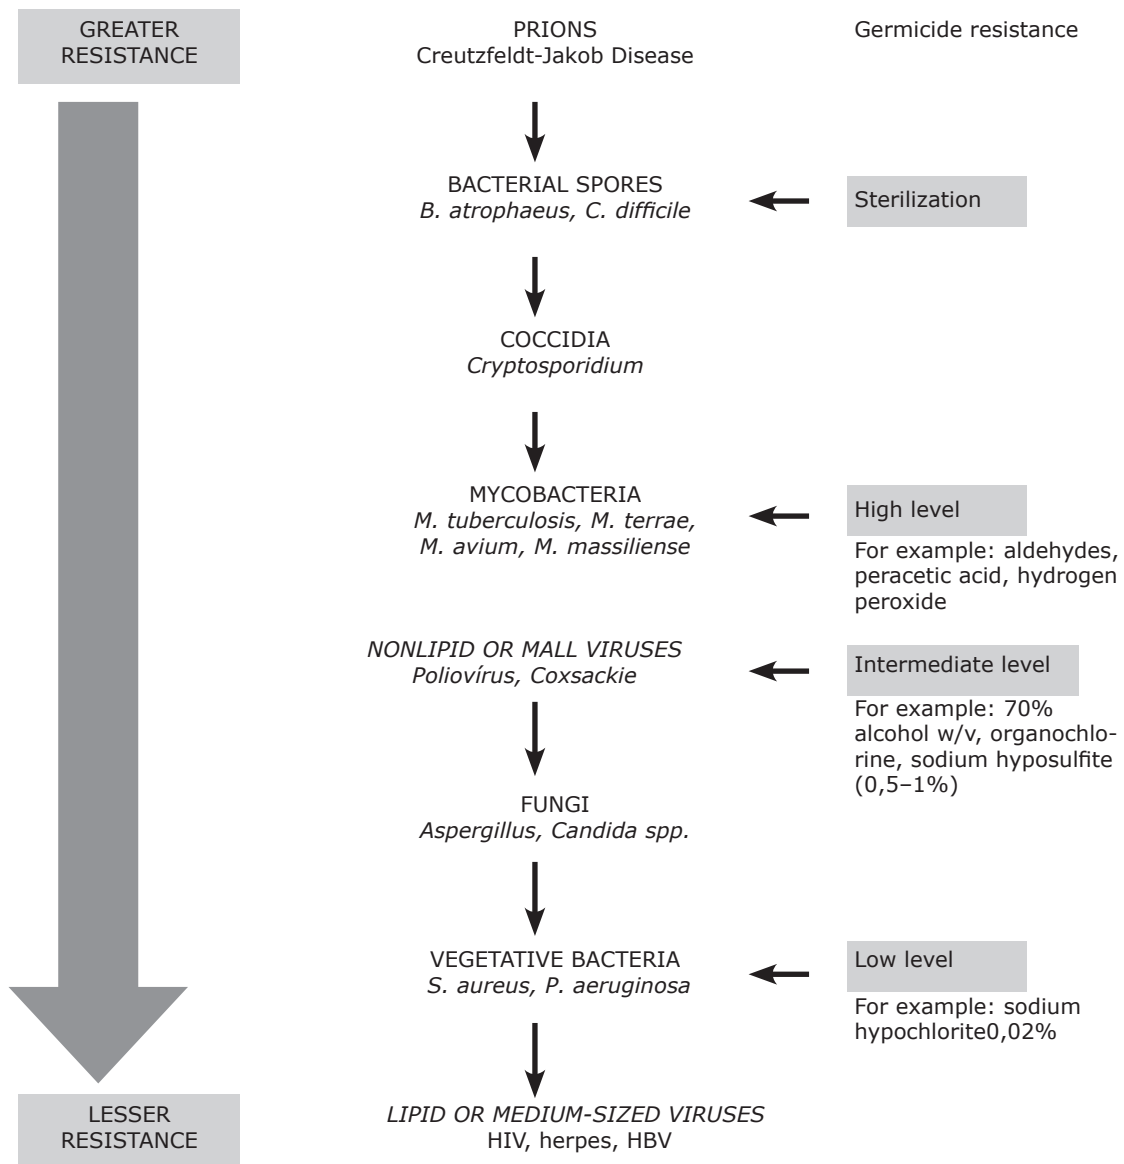 GREATER
RESISTANCE
PRIONS
Creutzfeldt-Jakob Disease
Germicide resistance
BACTERIAL SPORES
B. atrophaeus, C. difficile
Sterilization
COCCIDIA
Cryptosporidium
MYCOBACTERIA
M. tuberculosis, M. terrae,
M. avium, M. massiliense
High level
For example: aldehydes,
peracetic acid, hydrogen
peroxide
NONLIPID OR MALL VIRUSES
Poliovírus, Coxsackie
Intermediate level
For example: 70%
alcohol w/v, organochlo-
rine, sodium hyposulfite
(0,5–1%)
FUNGI
Aspergillus, Candida spp.
VEGETATIVE BACTERIA
S. aureus, P. aeruginosa
Low level
For example: sodium
hypochlorite0,02%
LESSER
RESISTANCE
LIPID OR MEDIUM-SIZED VIRUSES
HIV, herpes, HBV